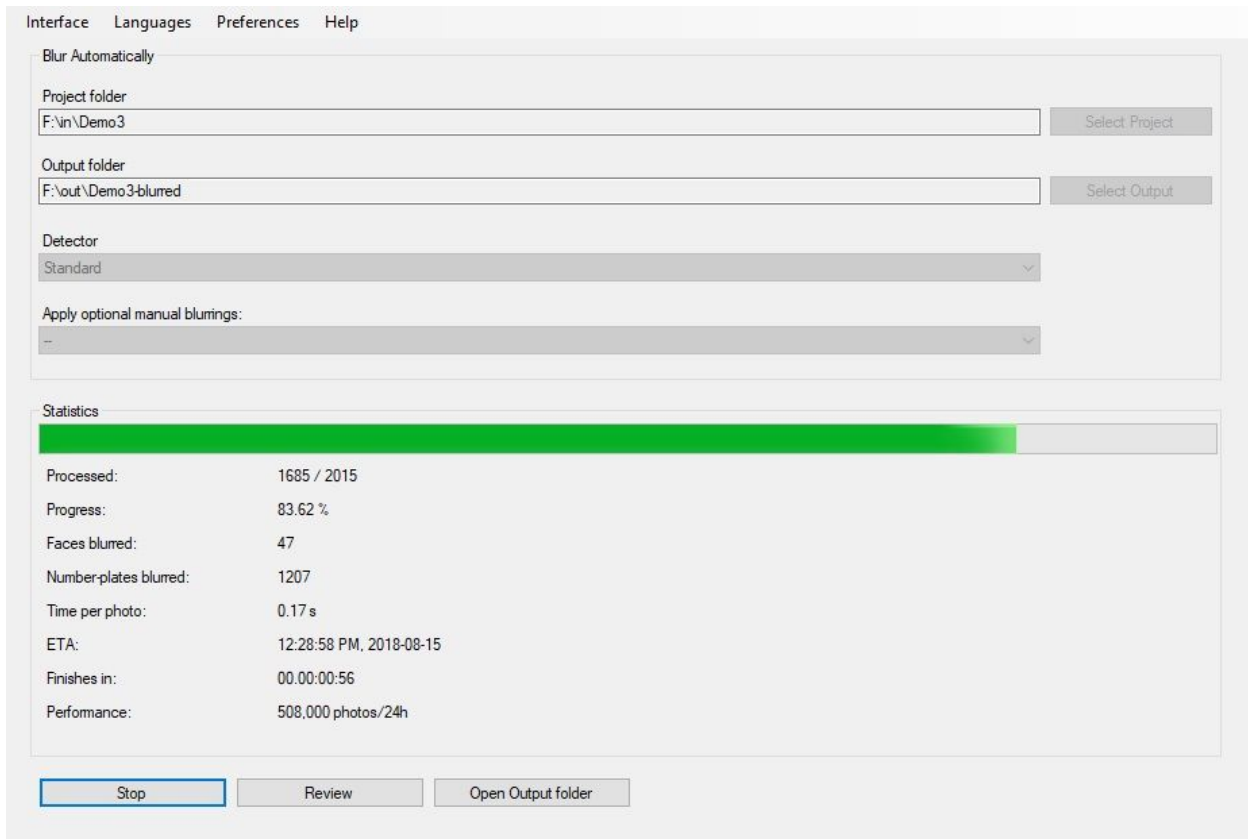 Interface Languages Preferences Help
Blur Automatically
Project folder
F:\in\Demo3 Select Project
Output folder
F:\out\Demo3-blurred Select Output
Detector
Standard
Apply optional manual blurrings:
--
Statistics
Processed: 1685 / 2015
Progress: 83.62 %
Faces blurred: 47
Number-plates blurred: 1207
Time per photo: 0.17 s
ETA: 12:28:58 PM, 2018-08-15
Finishes in: 00.00:00:56
Performance: 508,000 photos/24h
Stop Review Open Output folder